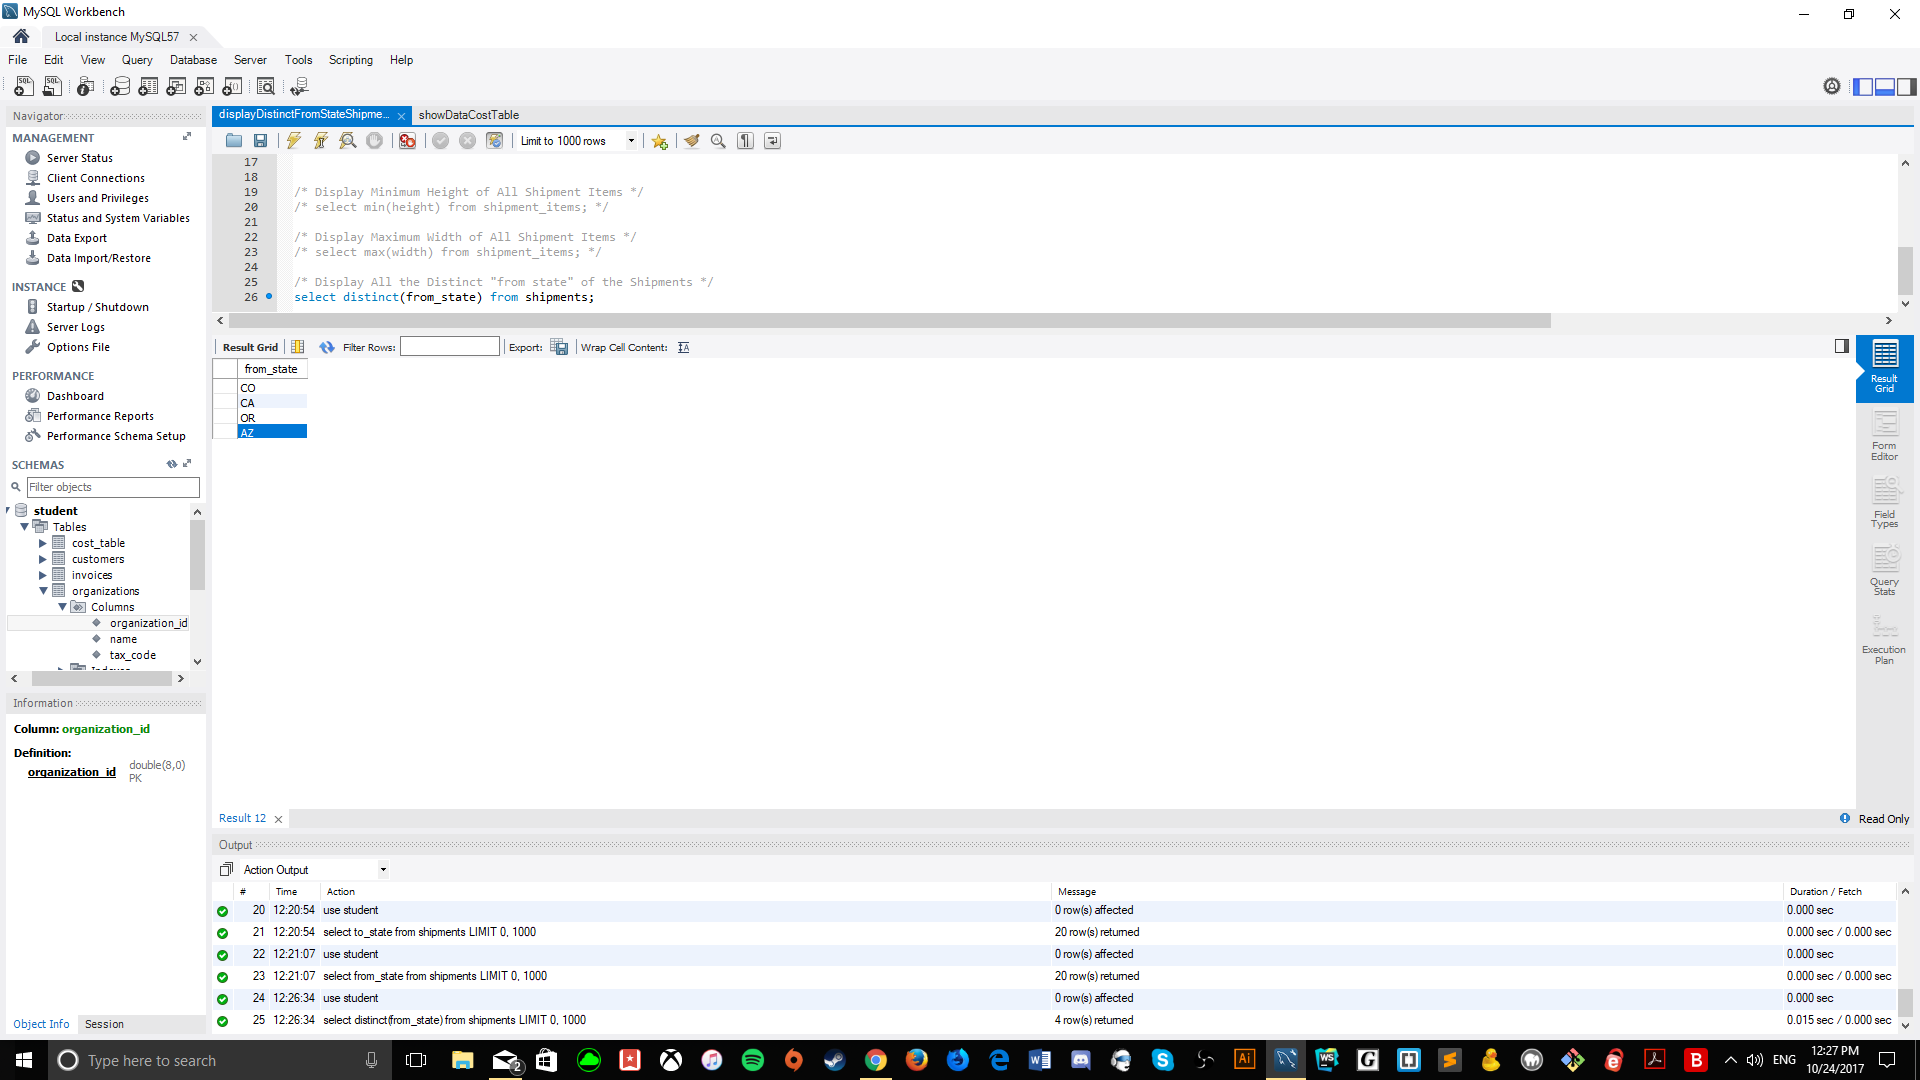 MySQL Workbench
Local instance MySQL57
File Edit View Query Database Server Tools Scripting Help
Navigator
MANAGEMENT
Server Status
Client Connections
Users and Privileges
Status and System Variables
Data Export
Data Import/Restore
INSTANCE
Startup / Shutdown
Server Logs
Options File
PERFORMANCE
Dashboard
Performance Reports
Performance Schema Setup
SCHEMAS
Filter objects
student
Tables
cost_table
customers
invoices
organizations
Columns
organization_id
name
tax_code
Information
Column: organization_id
Definition:
organization_id double(8,0)
PK
Object Info Session
displayDistinctFromStateShipme... showDataCostTable
Limit to 1000 rows
17
18
19 /* Display Minimum Height of All Shipment Items */
20 /* select min(height) from shipment_items; */
21
22 /* Display Maximum Width of All Shipment Items */
23 /* select max(width) from shipment_items; */
24
25 /* Display All the Distinct "from state" of the Shipments */
26 select distinct(from_state) from shipments;
Result Grid Filter Rows: Export: Wrap Cell Content:
from_state
CO
CA
OR
AZ
Result
Grid
Form
Editor
Field
Types
Query
Stats
Execution
Plan
Result 12 Read Only
Output
Action Output
# Time Action Message Duration / Fetch
20 12:20:54 use student 0 row(s) affected 0.000 sec
21 12:20:54 select to_state from shipments LIMIT 0, 1000 20 row(s) returned 0.000 sec / 0.000 sec
22 12:21:07 use student 0 row(s) affected 0.000 sec
23 12:21:07 select from_state from shipments LIMIT 0, 1000 20 row(s) returned 0.000 sec / 0.000 sec
24 12:26:34 use student 0 row(s) affected 0.000 sec
25 12:26:34 select distinct(from_state) from shipments LIMIT 0, 1000 4 row(s) returned 0.015 sec / 0.000 sec
Type here to search
2
Ai
WS
G
B
ENG
12:27 PM
10/24/2017